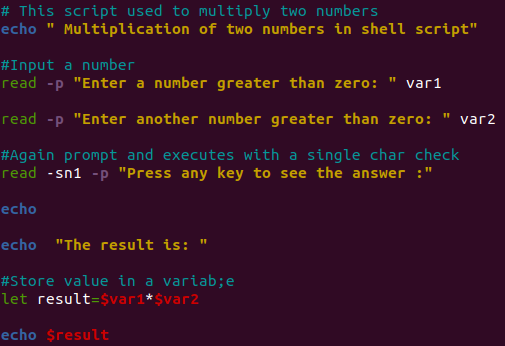 # This script used to multiply two numbers
echo " Multiplication of two numbers in shell script"
#Input a number
read -p "Enter a number greater than zero: " var1
read -p "Enter another number greater than zero: " var2
#Again prompt and executes with a single char check
read -sn1 -p "Press any key to see the answer :"
echo
echo  "The result is: "
#Store value in a variab;e
let result=$var1*$var2
echo $result